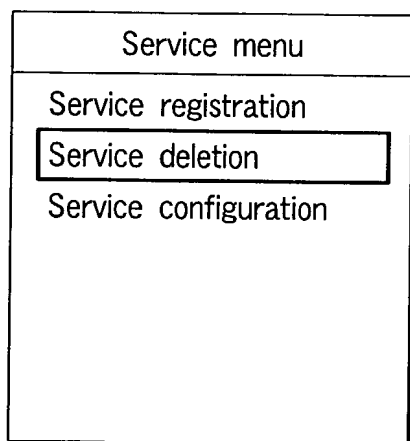 Service menu
Service registration
Service deletion
Service configuration